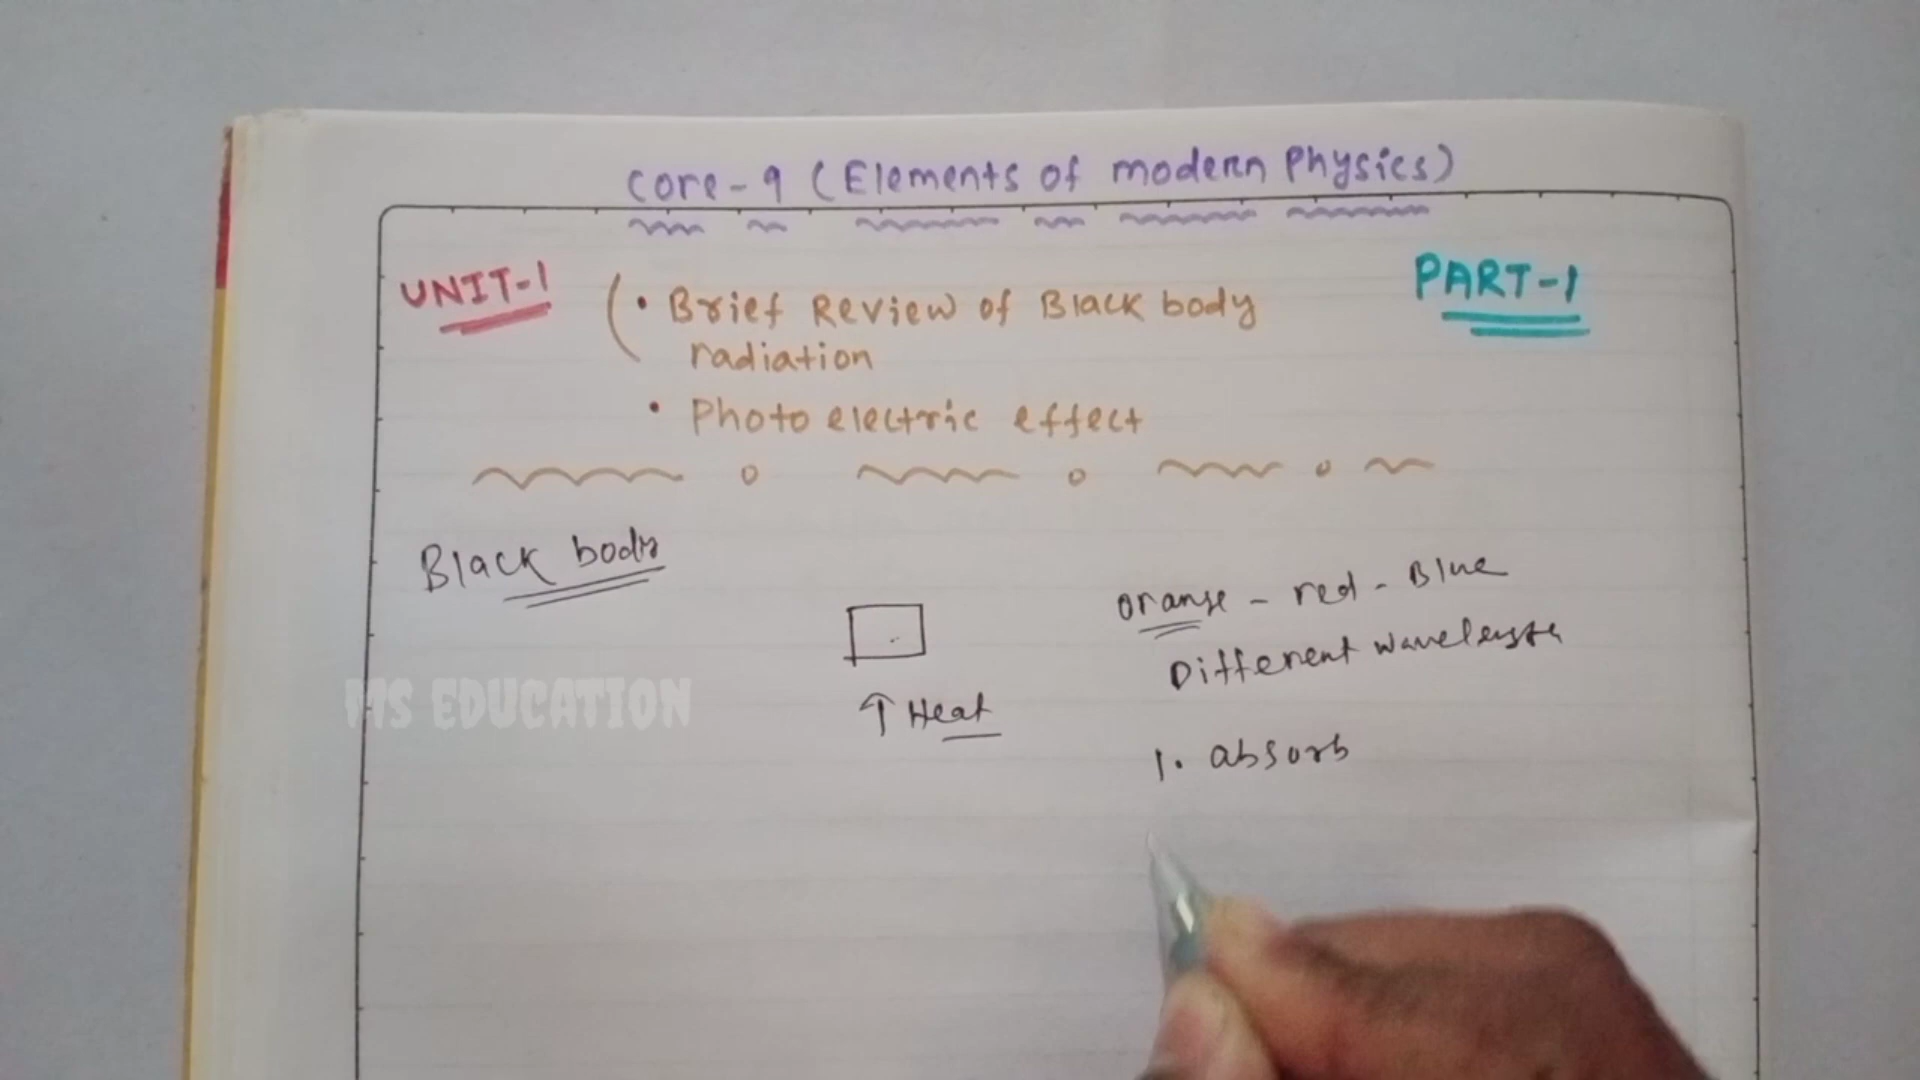 core-9 (Elements of modern Physics)
UNIT-1
PART-1
• Brief Review of Black body
radiation
• Photo electric effect
Black body
orange - red - Blue
Different wavelength
↑ Heat
1. absorb
MS EDUCATION